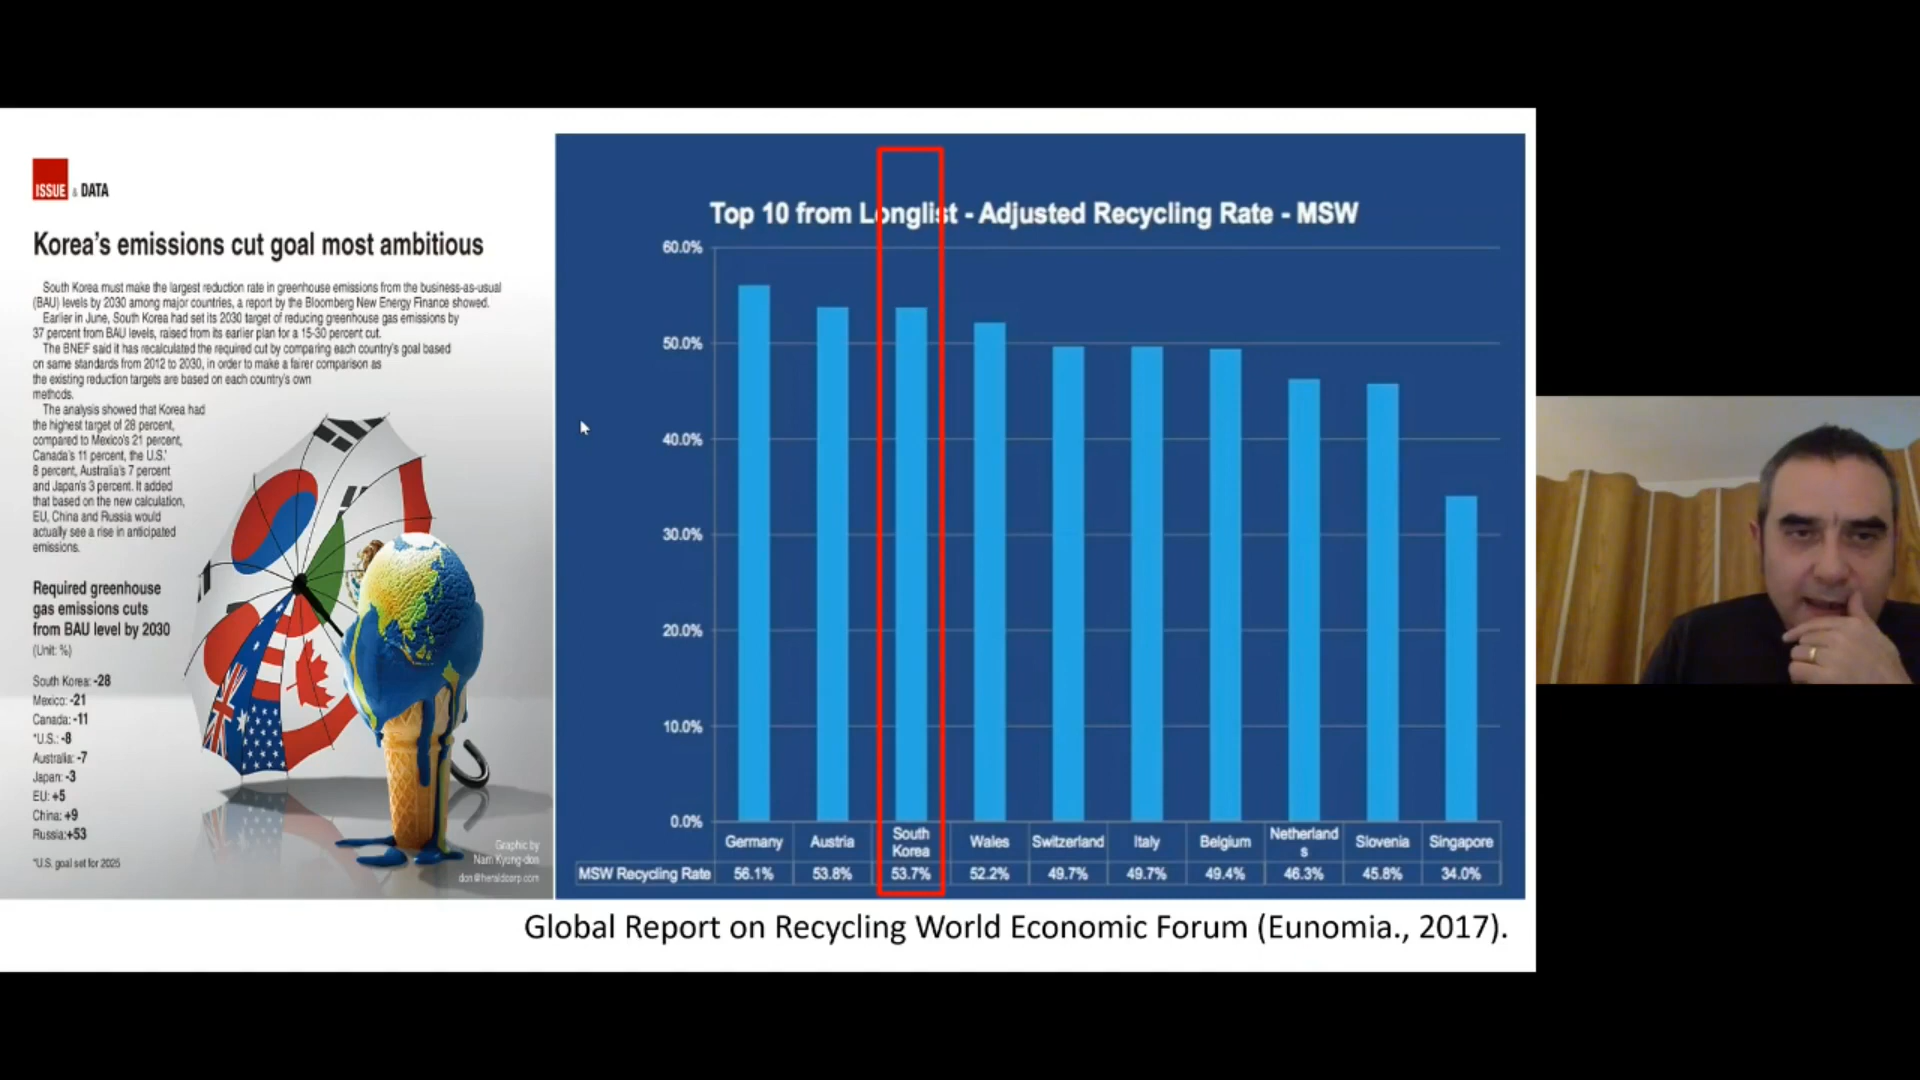 ISSUE & DATA
Korea's emissions cut goal most ambitious
South Korea must make the largest reduction rate in greenhouse emissions from the business-as-usual
(BAU) levels by 2030 among major countries, a report by the Bloomberg New Energy Finance showed.
Earlier in June, South Korea had set its 2030 target of reducing greenhouse gas emissions by
37 percent from BAU levels, raised from its earlier plan for a 15-30 percent cut.
The BNEF said it has recalculated the required cut by comparing each country's goal based
on same standards from 2012 to 2030, in order to make a fairer comparison as
the existing reduction targets are based on each country's own
methods.
The analysis showed that Korea had
the highest target of 28 percent,
compared to Mexico's 21 percent,
Canada's 11 percent, the U.S.'
8 percent, Australia's 7 percent
and Japan's 3 percent. It added
that based on the new calculation,
EU, China and Russia would
actually see a rise in anticipated
emissions.
Required greenhouse
gas emissions cuts
from BAU level by 2030
(Unit: %)
South Korea: -28
Mexico: -21
Canada: -11
*U.S.: -8
Australia: -7
Japan: -3
EU: +5
China: +9
Russia:+53
*U.S. goal set for 2025
Graphic by
Nam Kyung-don
don@heraldcorp.com
Top 10 from Longlist - Adjusted Recycling Rate - MSW
60.0%
50.0%
40.0%
30.0%
20.0%
10.0%
0.0%
Germany Austria South Korea Wales Switzerland Italy Belgium Netherlands Slovenia Singapore
MSW Recycling Rate 56.1% 53.8% 53.7% 52.2% 49.7% 49.7% 49.4% 46.3% 45.8% 34.0%
Global Report on Recycling World Economic Forum (Eunomia., 2017).